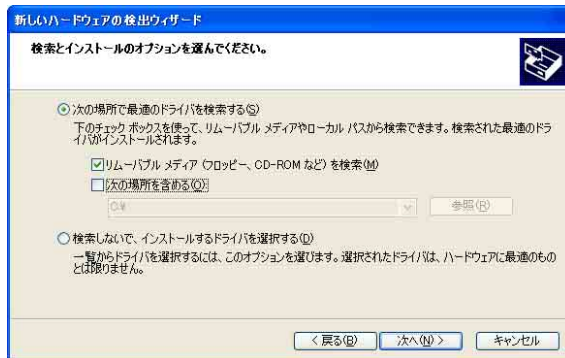 新しいハードウェアの検出ウィザード
検索とインストールのオプションを選んでください。
次の場所で最適のドライバを検索する(S)
下のチェック ボックスを使って、リムーバブル メディアやローカル パスから検索できます。検索された最適のドラ
イバがインストールされます。
リムーバブル メディア (フロッピー、CD-ROM など) を検索(M)
次の場所を含める(O):
C:¥
参照(R)
検索しないで、インストールするドライバを選択する(D)
一覧からドライバを選択するには、このオプションを選びます。選択されたドライバは、ハードウェアに最適のもの
とは限りません。
< 戻る(B)
次へ(N) >
キャンセル